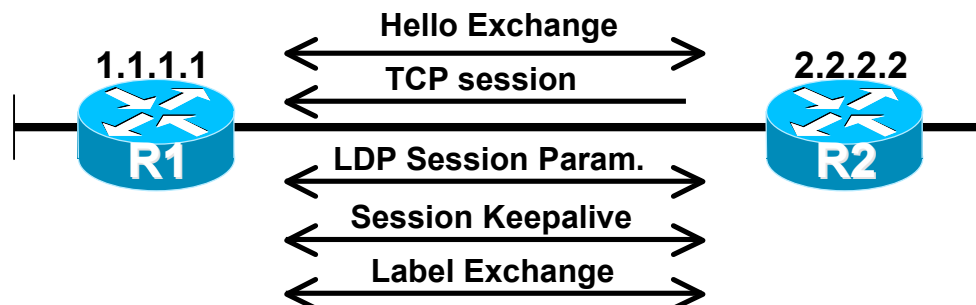 Hello Exchange
1.1.1.1
TCP session
2.2.2.2
R1
R2
LDP Session Param.
Session Keepalive
Label Exchange